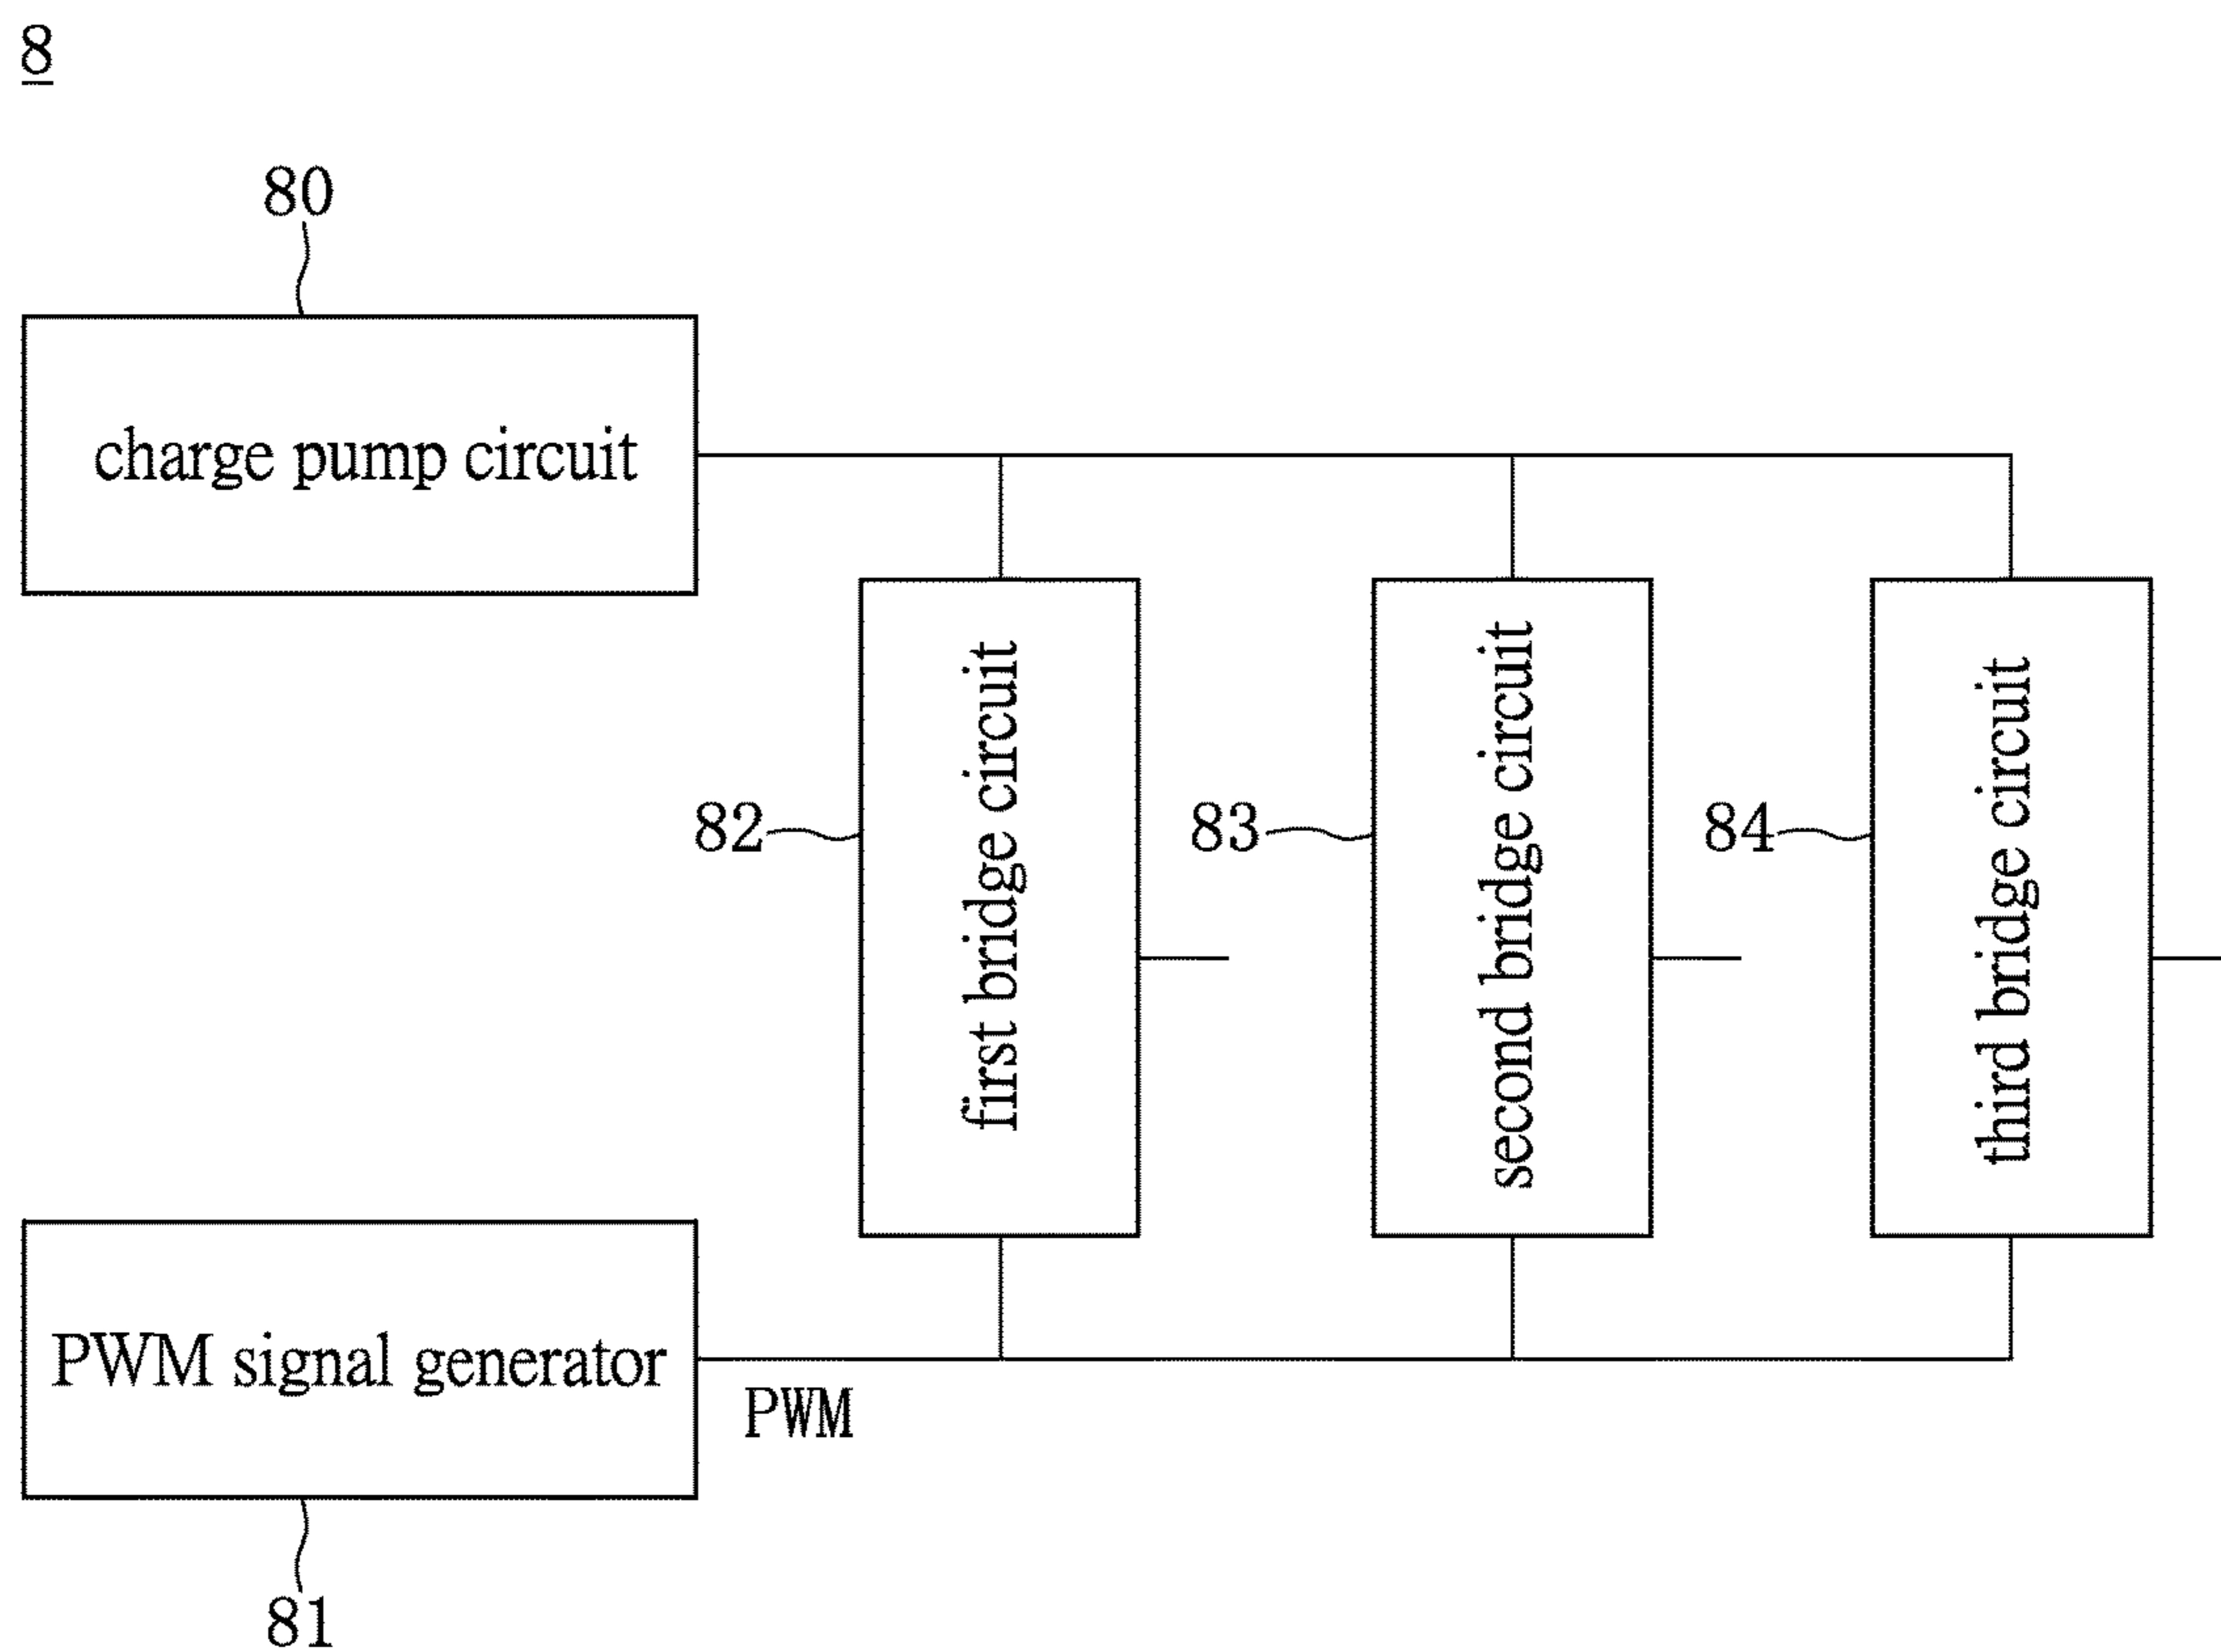 8
80
charge pump circuit
82
first bridge circuit
83
second bridge circuit
84
third bridge circuit
PWM signal generator
PWM
81